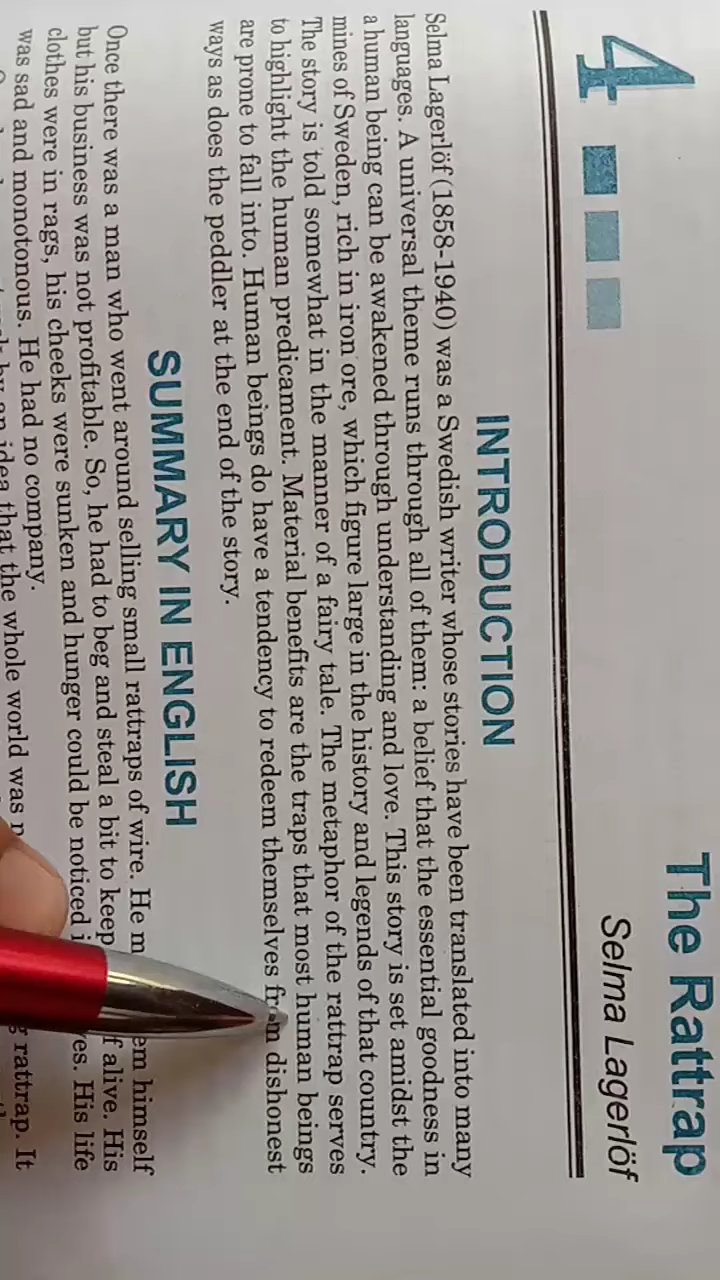 4
The Rattrap
Selma Lagerlöf
INTRODUCTION
Selma Lagerlöf (1858-1940) was a Swedish writer whose stories have been translated into many
languages. A universal theme runs through all of them: a belief that the essential goodness in
a human being can be awakened through understanding and love. This story is set amidst the
mines of Sweden, rich in iron ore, which figure large in the history and legends of that country.
The story is told somewhat in the manner of a fairy tale. The metaphor of the rattrap serves
to highlight the human predicament. Material benefits are the traps that most human beings
are prone to fall into. Human beings do have a tendency to redeem themselves from dishonest
ways as does the peddler at the end of the story.
SUMMARY IN ENGLISH
Once there was a man who went around selling small rattraps of wire. He himself
but his business was not profitable. So, he had to beg and steal a bit to keep alive. His
clothes were in rags, his cheeks were sunken and hunger could be noticed His life
was sad and monotonous. He had no company.
an idea that the whole world was rattrap. It